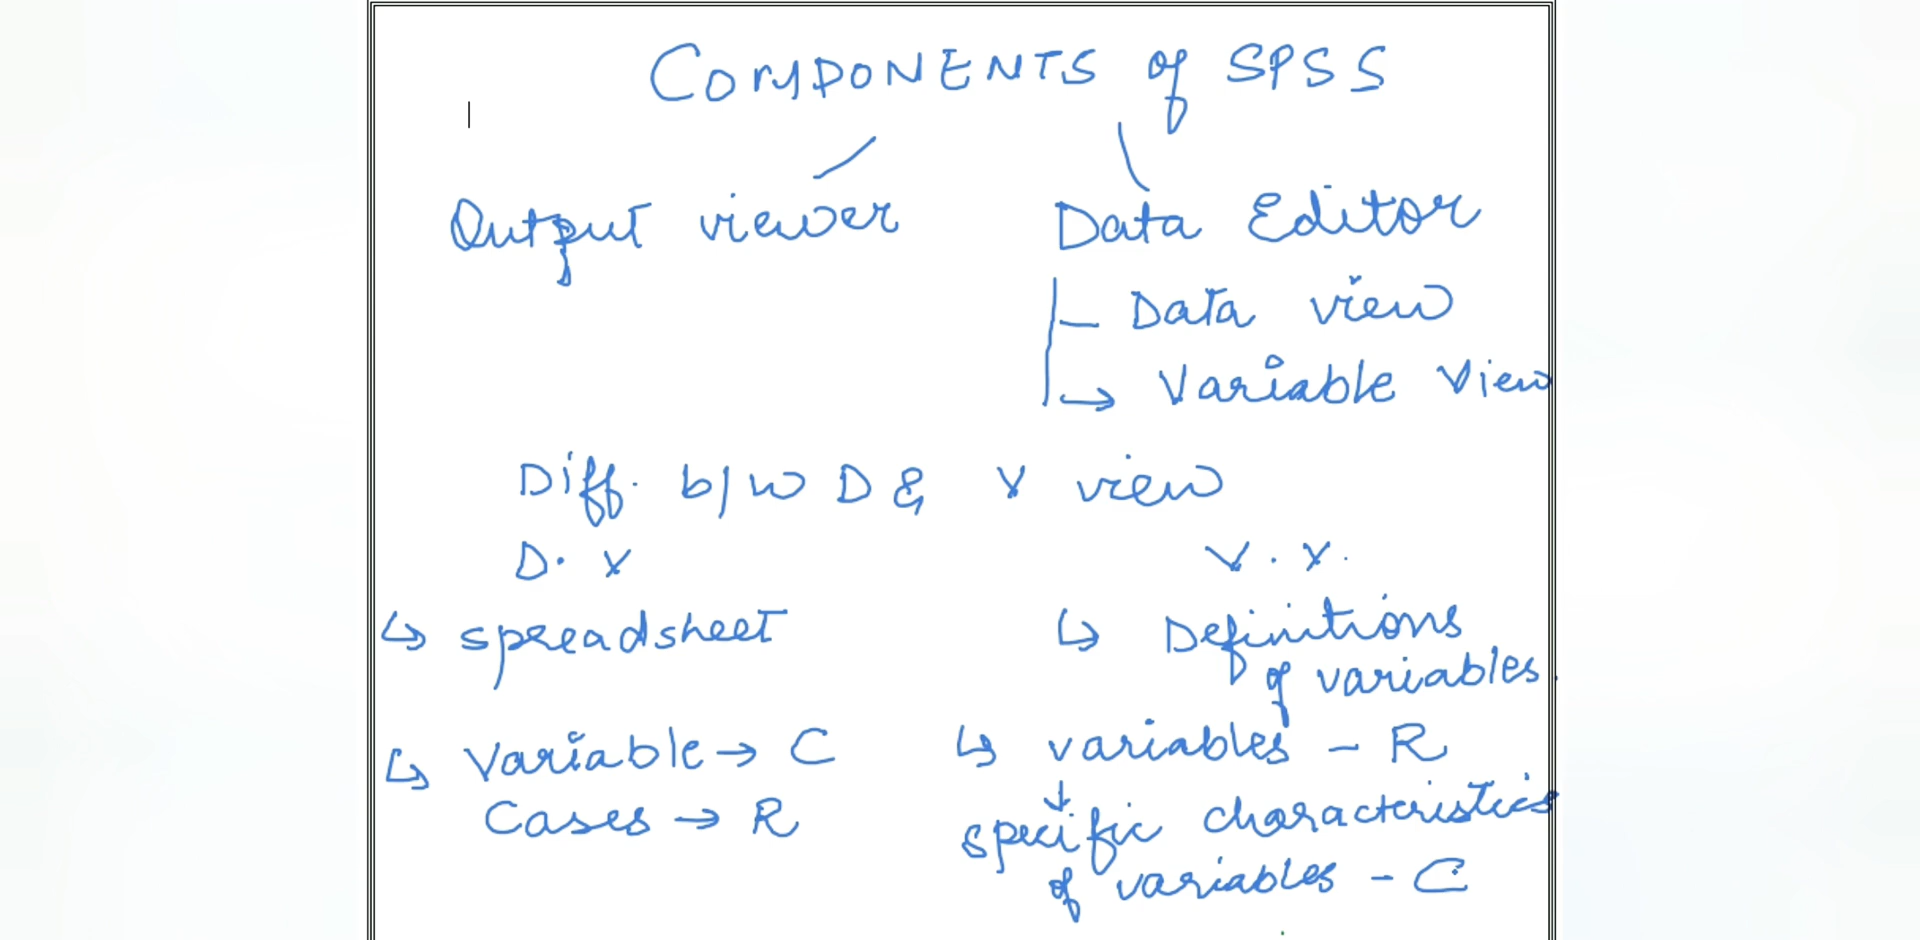 COMPONENTS of SPSS
Output viewer
Data Editor
Data view
→ Variable View
Diff. b/w D & V view
D. V
V. V.
↳ spreadsheet
↳ Definitions
of variables.
↳ Variable → C
Cases → R
↳ variables - R
↓
specific characteristics
of variables - C